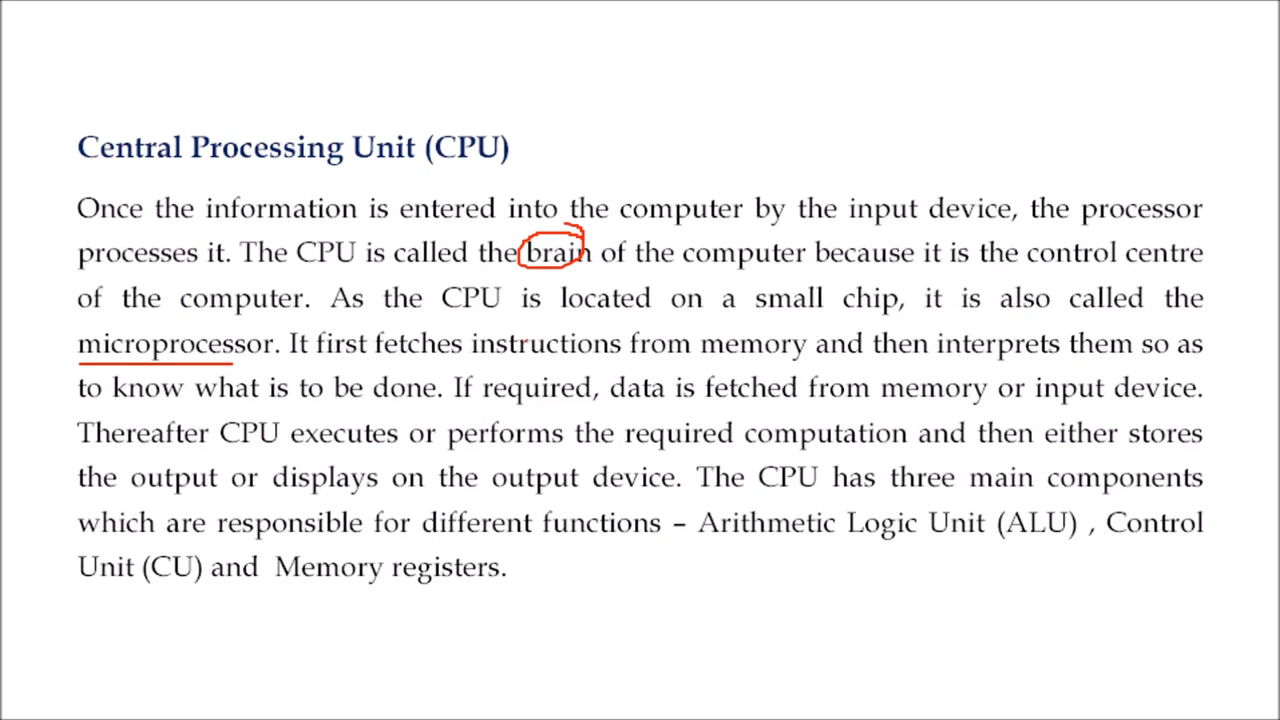 Central Processing Unit (CPU)
Once the information is entered into the computer by the input device, the processor
processes it. The CPU is called the brain of the computer because it is the control centre
of the computer. As the CPU is located on a small chip, it is also called the
microprocessor. It first fetches instructions from memory and then interprets them so as
to know what is to be done. If required, data is fetched from memory or input device.
Thereafter CPU executes or performs the required computation and then either stores
the output or displays on the output device. The CPU has three main components
which are responsible for different functions – Arithmetic Logic Unit (ALU) , Control
Unit (CU) and Memory registers.